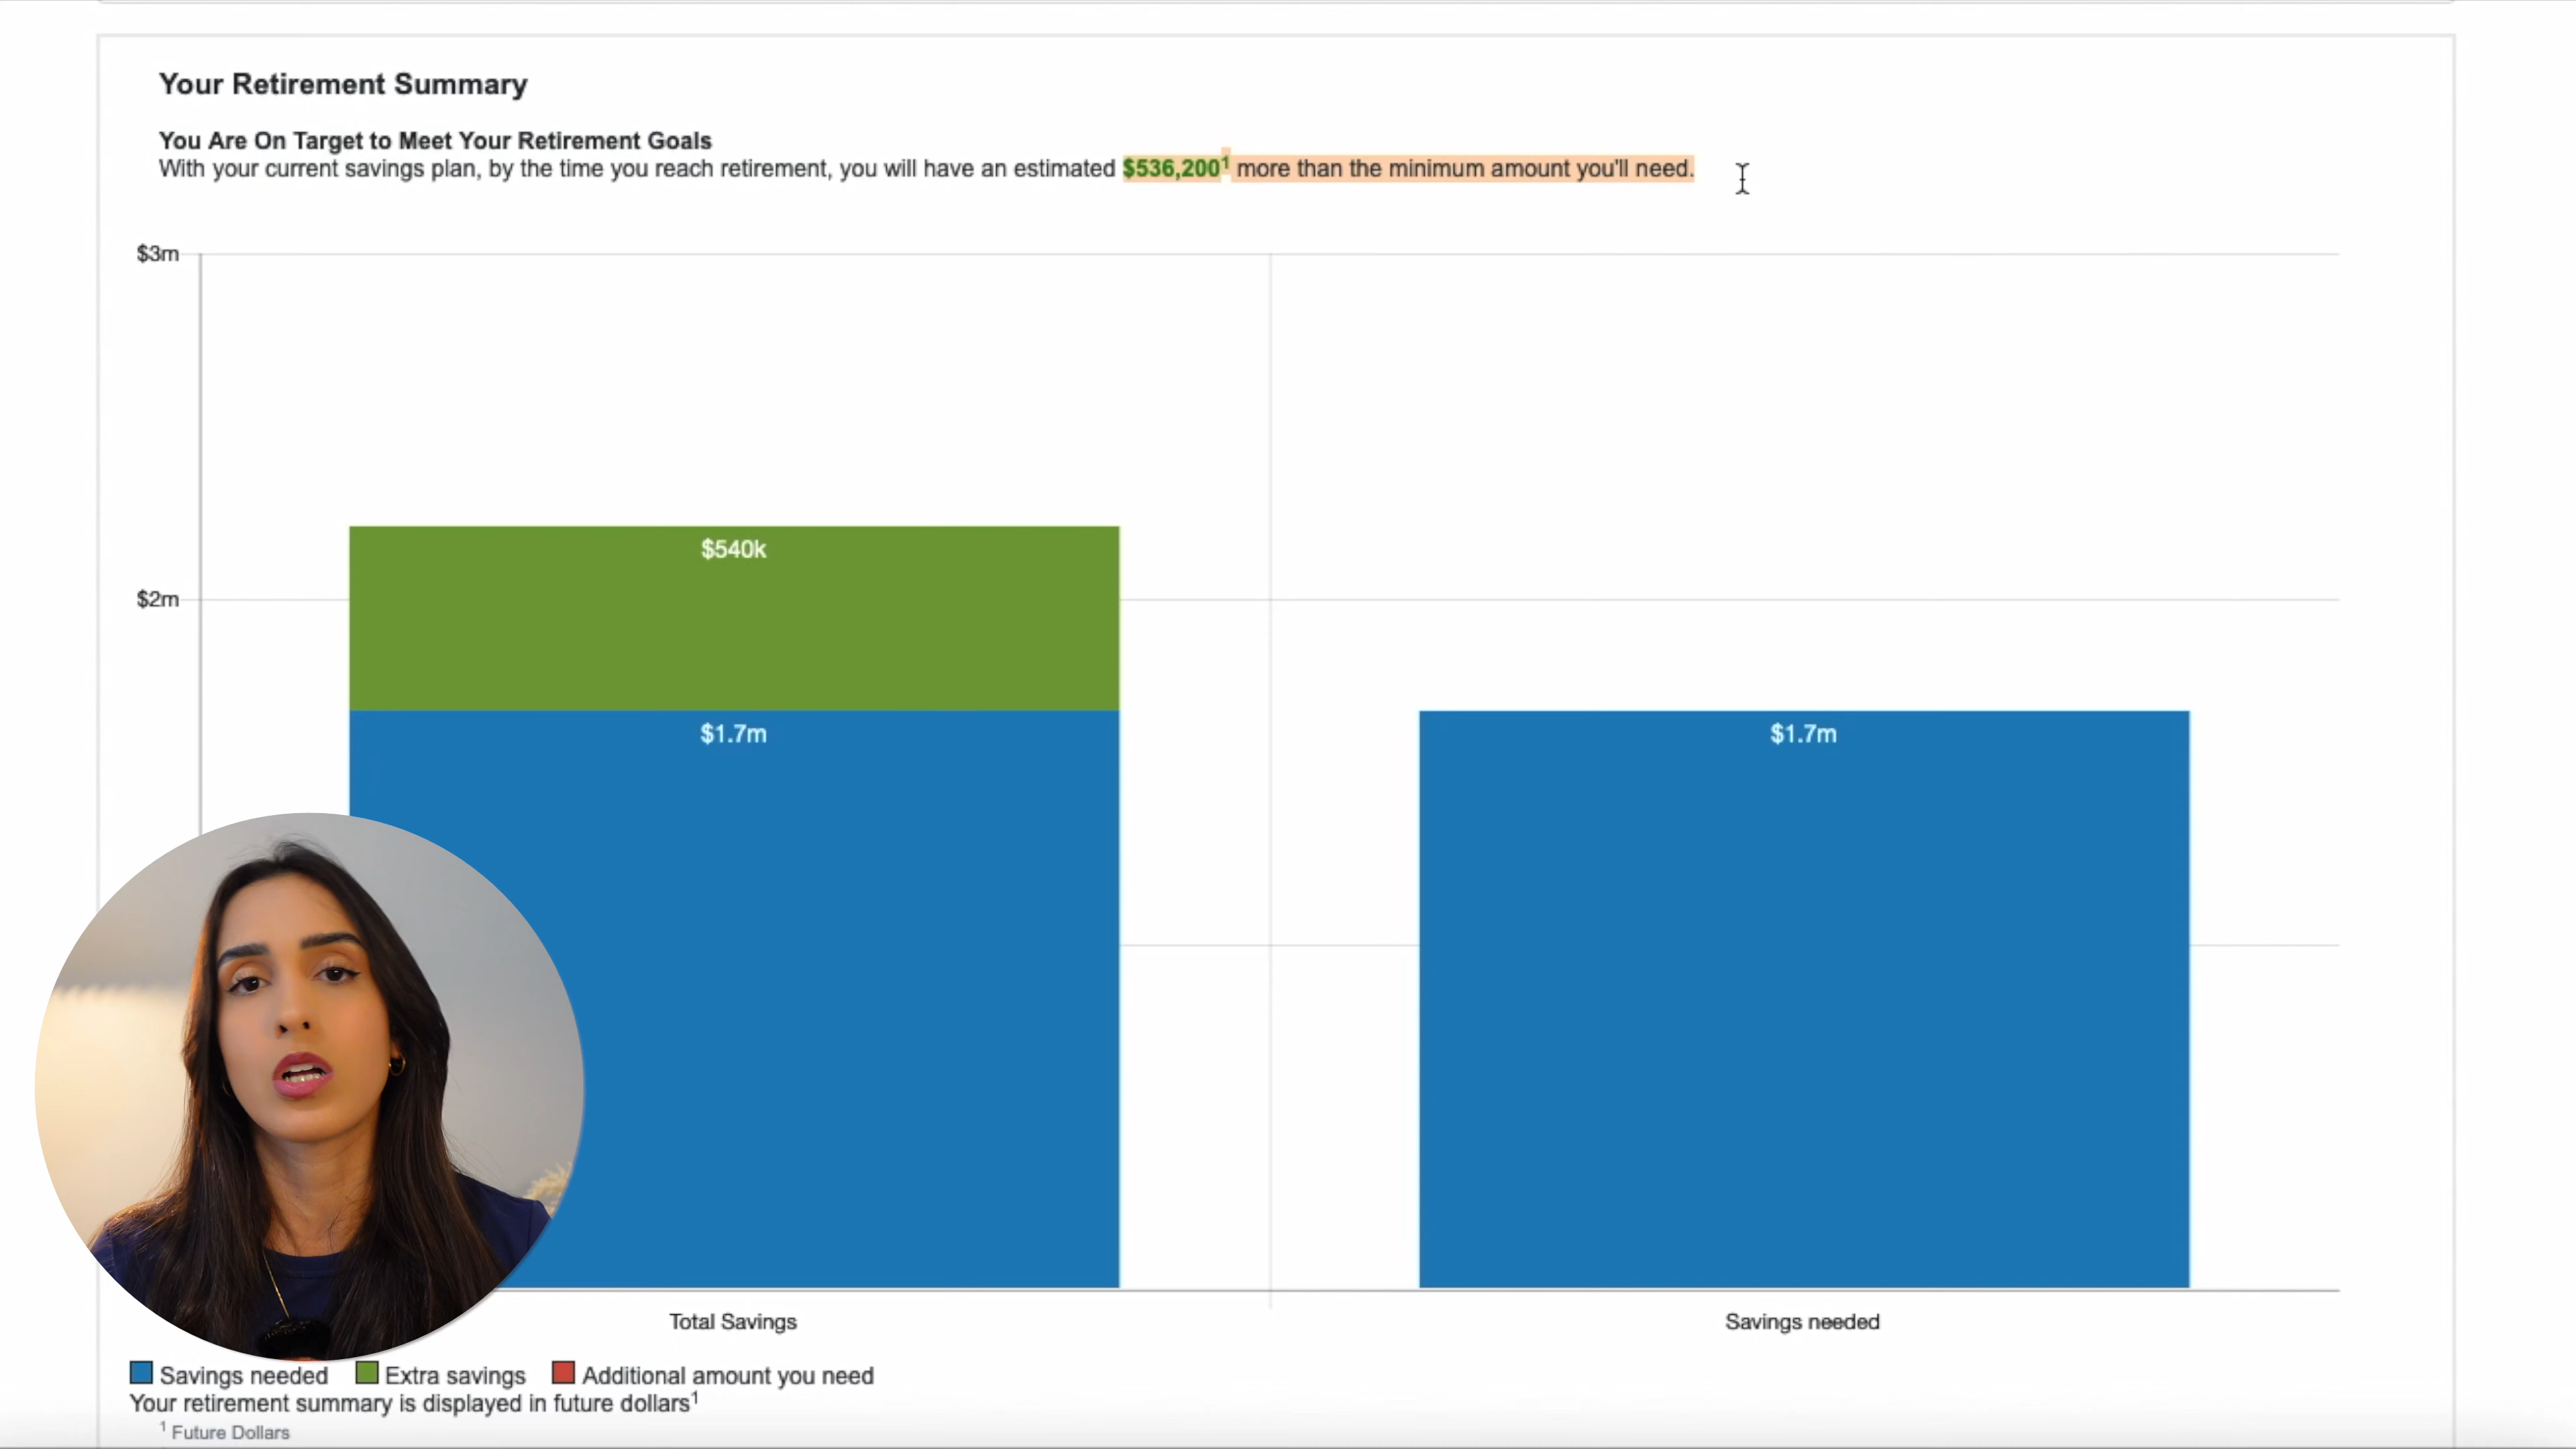 Your Retirement Summary
You Are On Target to Meet Your Retirement Goals
With your current savings plan, by the time you reach retirement, you will have an estimated $536,200¹ more than the minimum amount you'll need.
$3m
$540k
$2m
$1.7m
$1.7m
Total Savings
Savings needed
Savings needed Extra savings Additional amount you need
Your retirement summary is displayed in future dollars¹
¹ Future Dollars